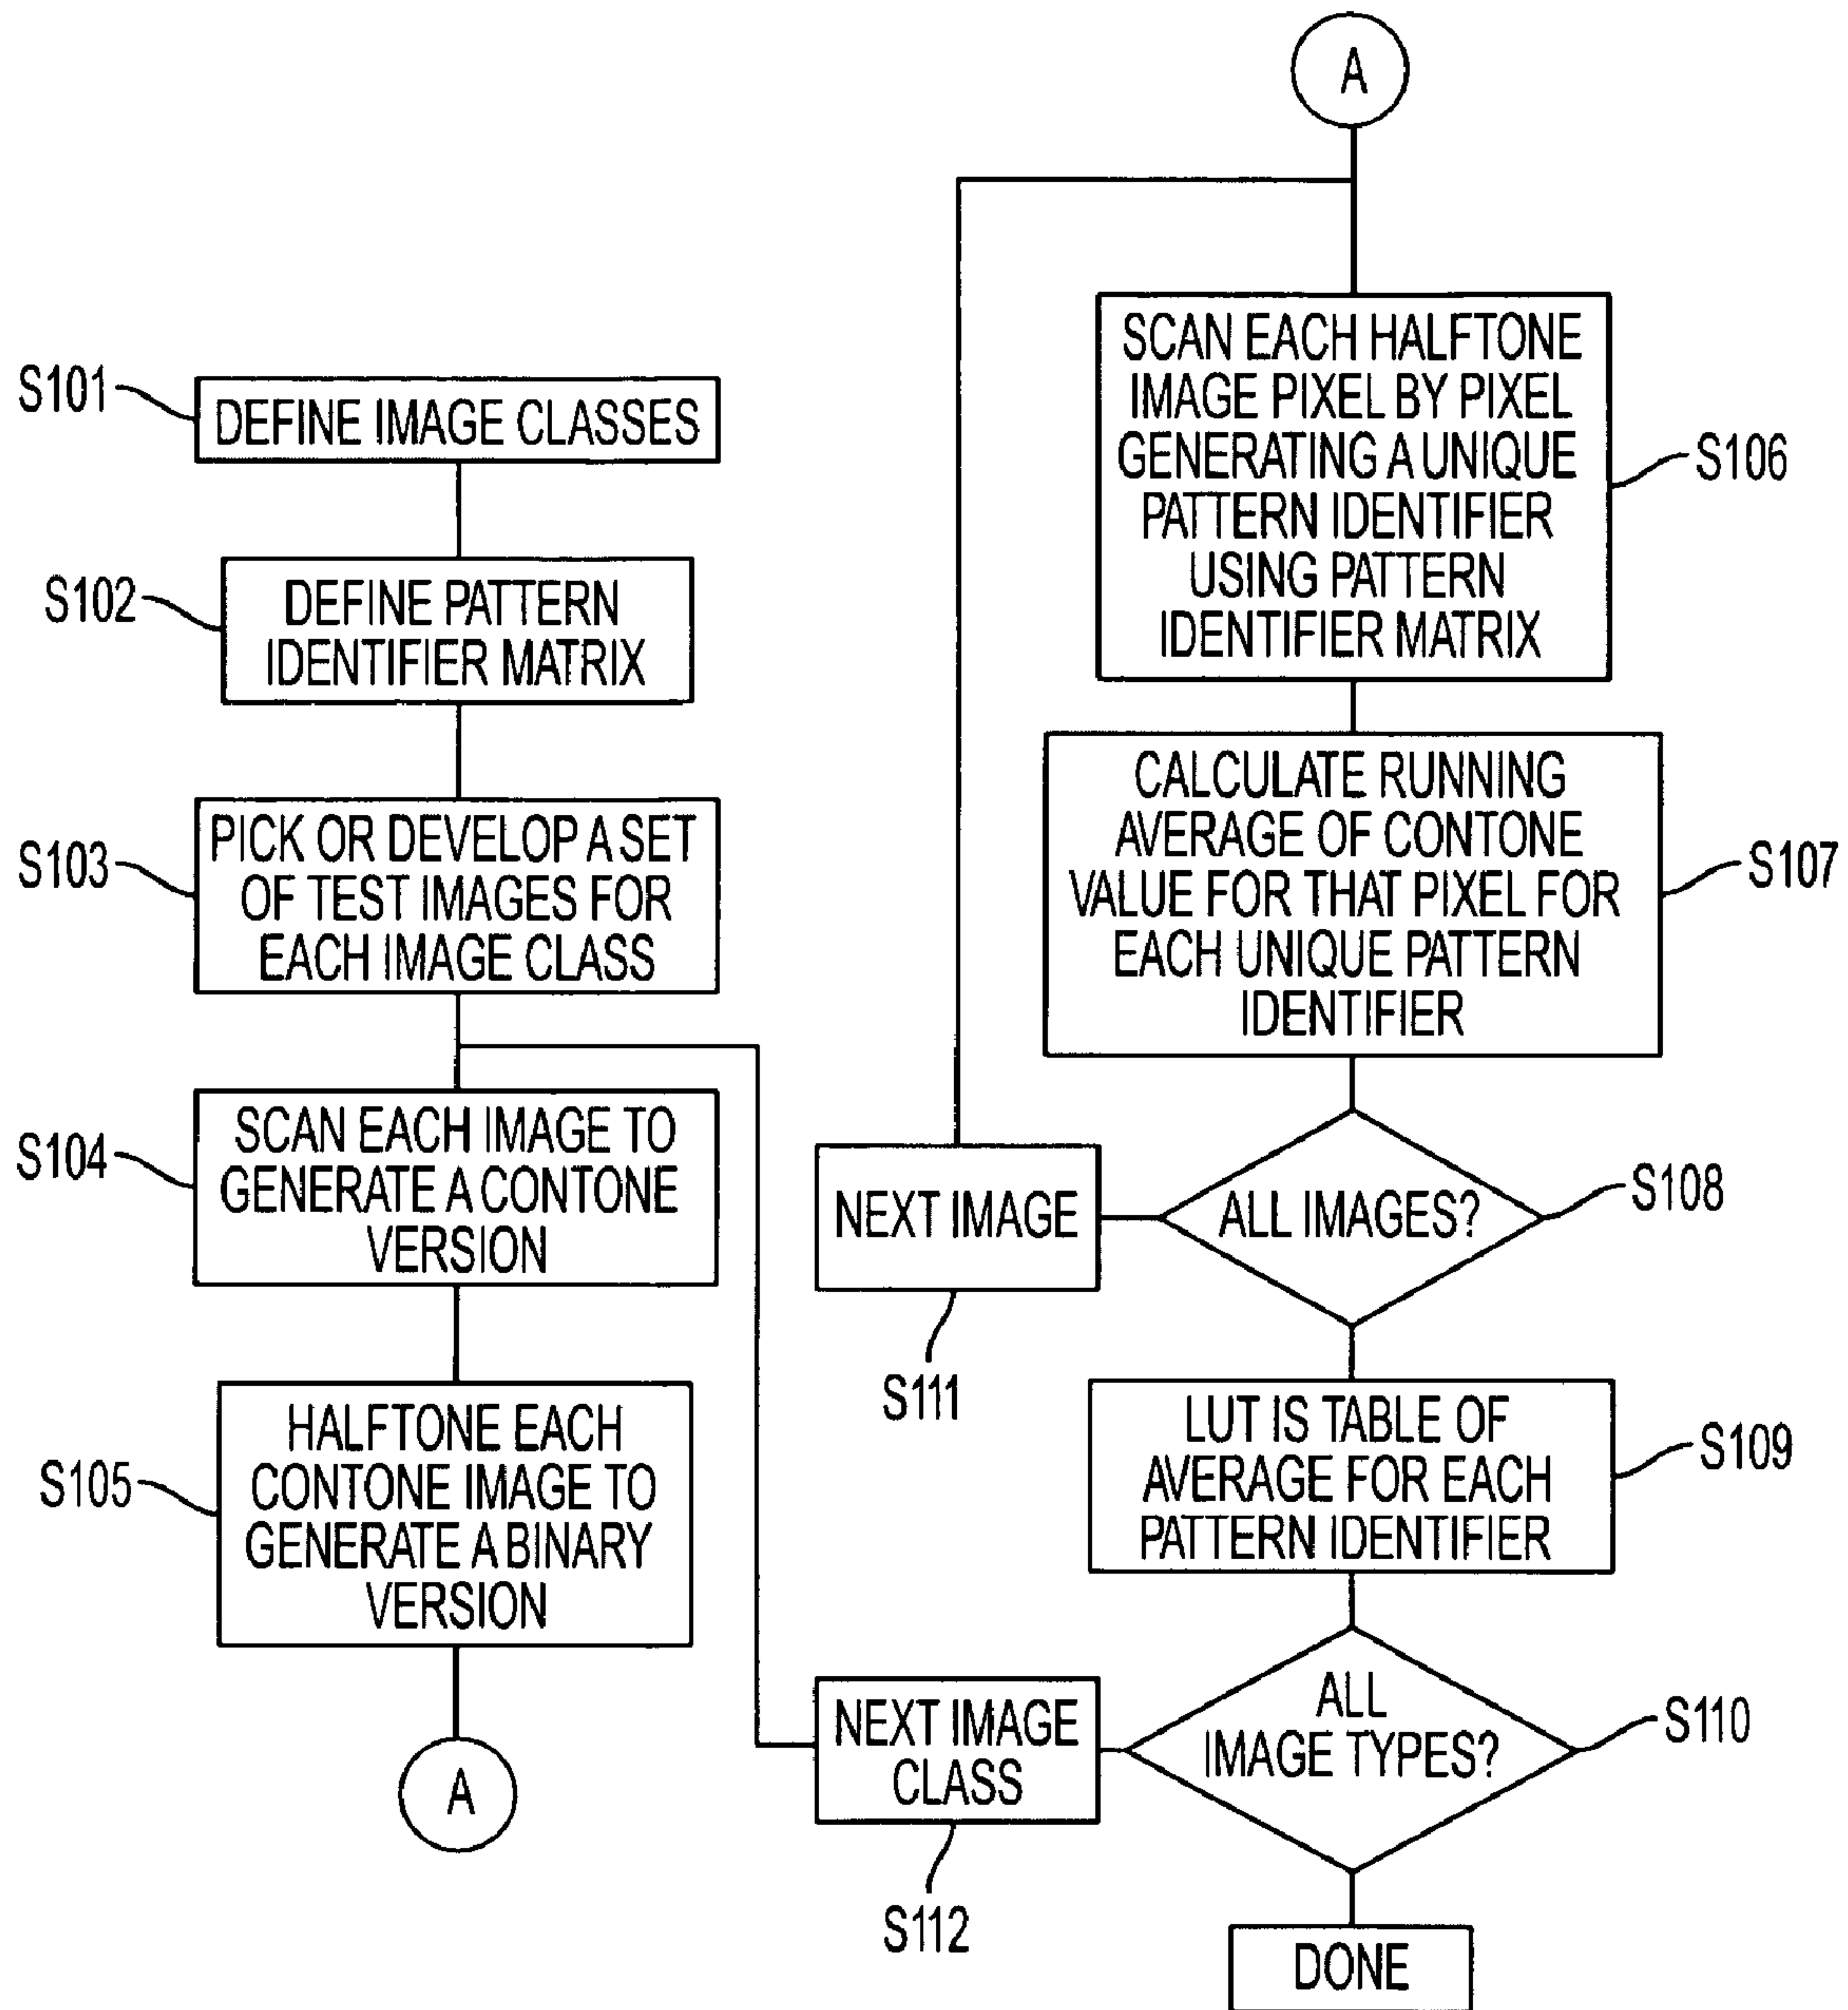 S101
DEFINE IMAGE CLASSES
S102
DEFINE PATTERN
IDENTIFIER MATRIX
S103
PICK OR DEVELOP A SET
OF TEST IMAGES FOR
EACH IMAGE CLASS
S104
SCAN EACH IMAGE TO
GENERATE A CONTONE
VERSION
S105
HALFTONE EACH
CONTONE IMAGE TO
GENERATE A BINARY
VERSION
A
A
SCAN EACH HALFTONE
IMAGE PIXEL BY PIXEL
GENERATING A UNIQUE
PATTERN IDENTIFIER
USING PATTERN
IDENTIFIER MATRIX
S106
CALCULATE RUNNING
AVERAGE OF CONTONE
VALUE FOR THAT PIXEL FOR
EACH UNIQUE PATTERN
IDENTIFIER
S107
NEXT IMAGE
S111
ALL IMAGES?
S108
LUT IS TABLE OF
AVERAGE FOR EACH
PATTERN IDENTIFIER
S109
NEXT IMAGE
CLASS
S112
ALL
IMAGE TYPES?
S110
DONE